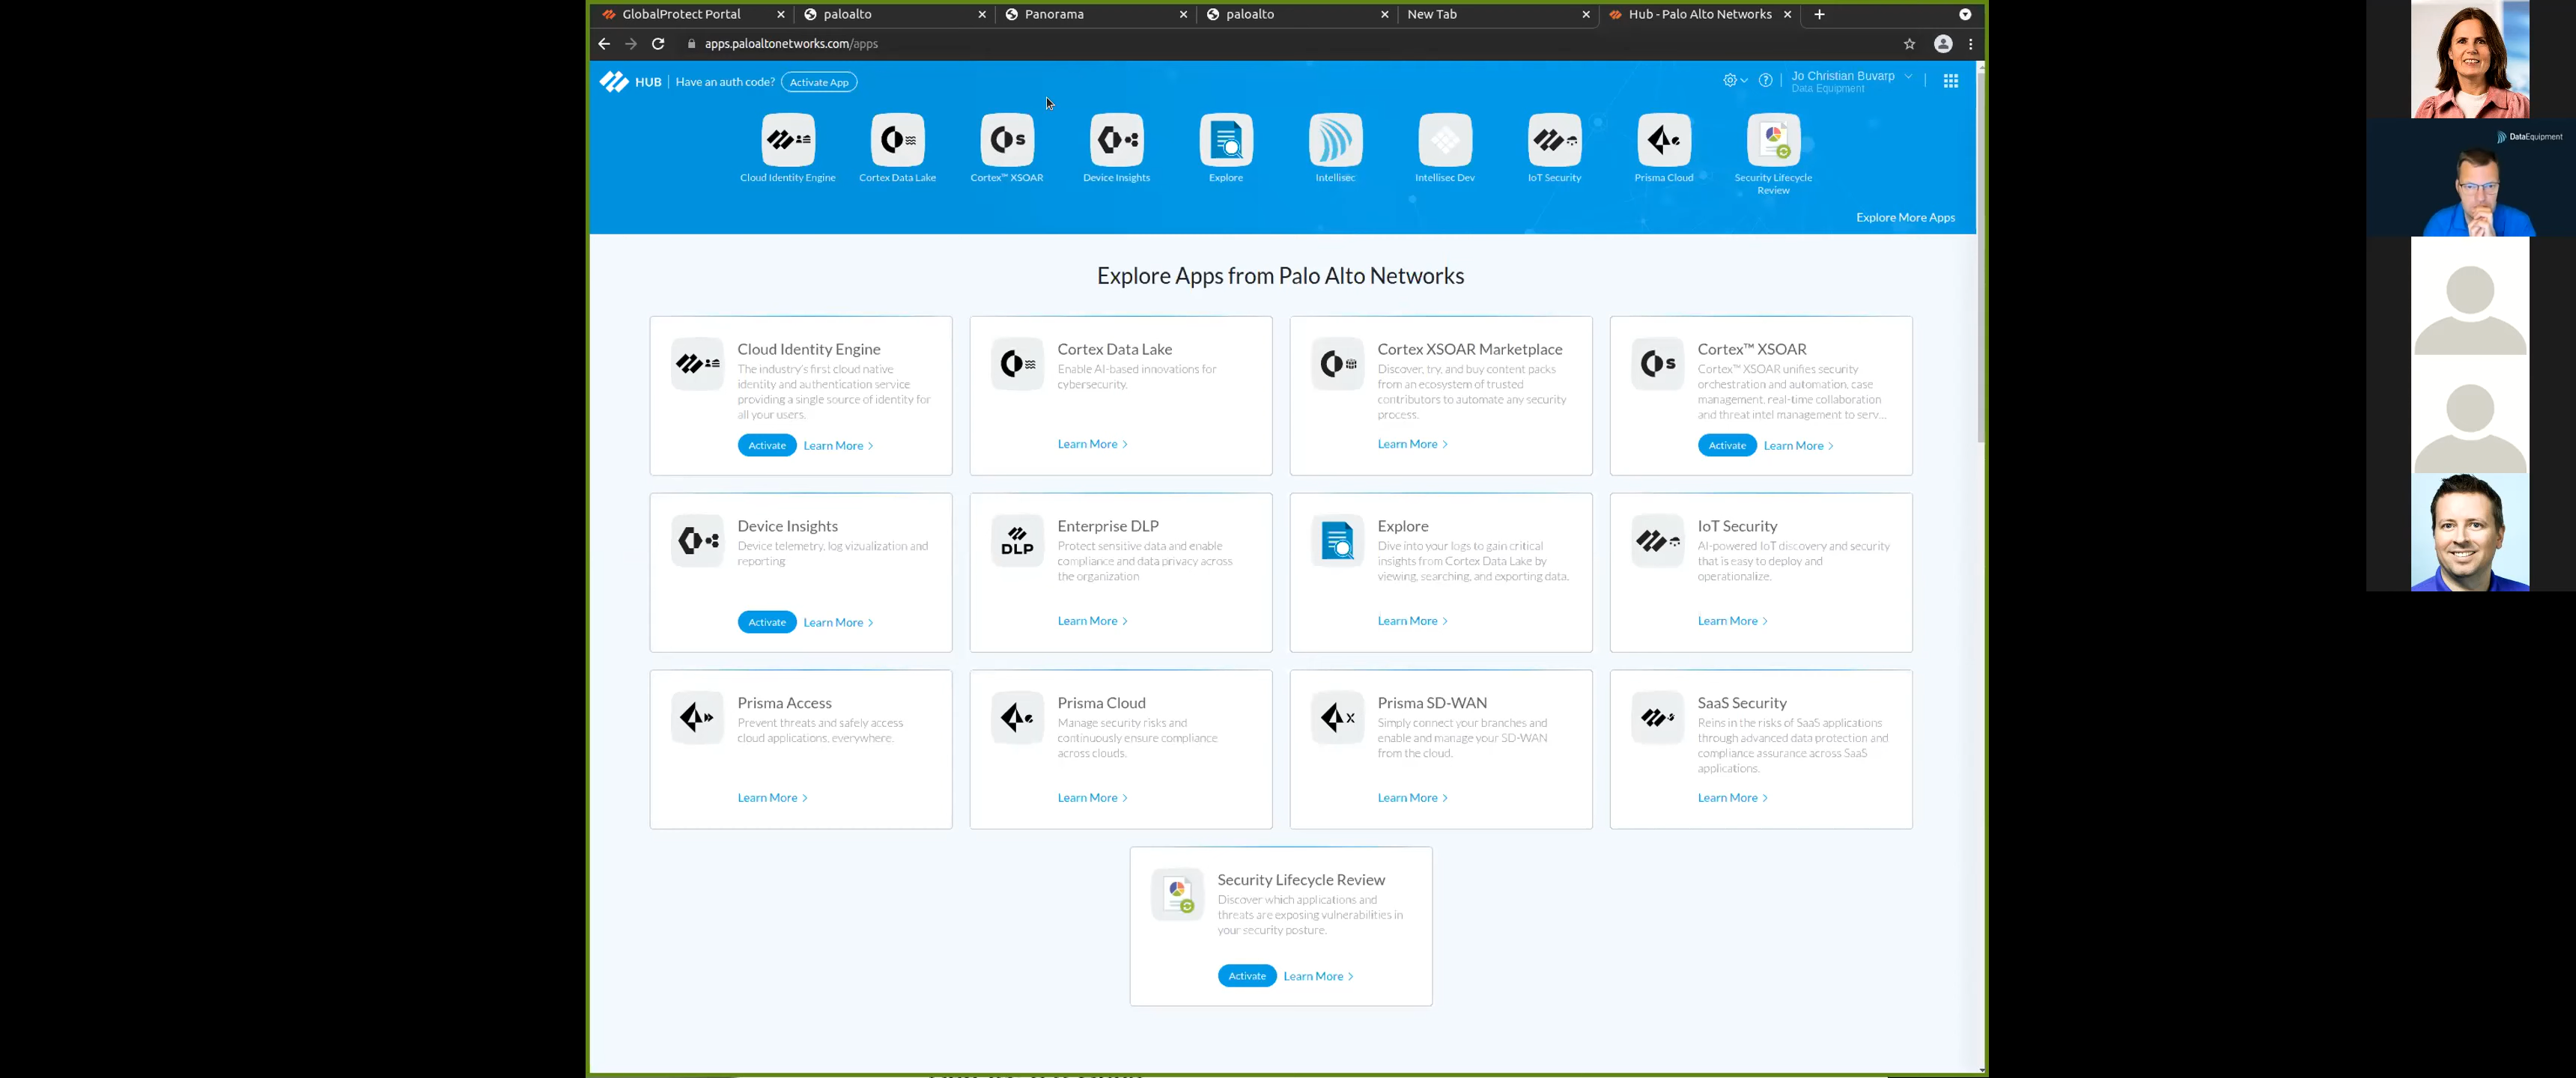 GlobalProtect Portal
paloalto
Panorama
paloalto
New Tab
Hub - Palo Alto Networks
apps.paloaltonetworks.com/apps
HUB
Have an auth code?
Activate App
Jo Christian Buvarp
Data Equipment
Cloud Identity Engine
Cortex Data Lake
Cortex™ XSOAR
Device Insights
Explore
Intellisec
Intellisec Dev
IoT Security
Prisma Cloud
Security Lifecycle
Review
Explore More Apps
Explore Apps from Palo Alto Networks
Cloud Identity Engine
The industry's first cloud native
identity and authentication service
providing a single source of identity for
all your users.
Activate
Learn More
Cortex Data Lake
Enable AI-based innovations for
cybersecurity.
Learn More
Cortex XSOAR Marketplace
Discover, try, and buy content packs
from an ecosystem of trusted
contributors to automate any security
process.
Learn More
S
Cortex™ XSOAR
Cortex™ XSOAR unifies security
orchestration and automation, case
management, real-time collaboration
and threat intel management to serv...
Activate
Learn More
Device Insights
Device telemetry, log vizualization and
reporting
Activate
Learn More
DLP
Enterprise DLP
Protect sensitive data and enable
compliance and data privacy across
the organization
Learn More
Explore
Dive into your logs to gain critical
insights from Cortex Data Lake by
viewing, searching, and exporting data.
Learn More
IoT Security
AI-powered IoT discovery and security
that is easy to deploy and
operationalize.
Learn More
Prisma Access
Prevent threats and safely access
cloud applications, everywhere.
Learn More
Prisma Cloud
Manage security risks and
continuously ensure compliance
across clouds.
Learn More
Prisma SD-WAN
Simply connect your branches and
enable and manage your SD-WAN
from the cloud.
Learn More
SaaS Security
Reins in the risks of SaaS applications
through advanced data protection and
compliance assurance across SaaS
applications.
Learn More
Security Lifecycle Review
Discover which applications and
threats are exposing vulnerabilities in
your security posture.
Activate
Learn More
DataEquipment